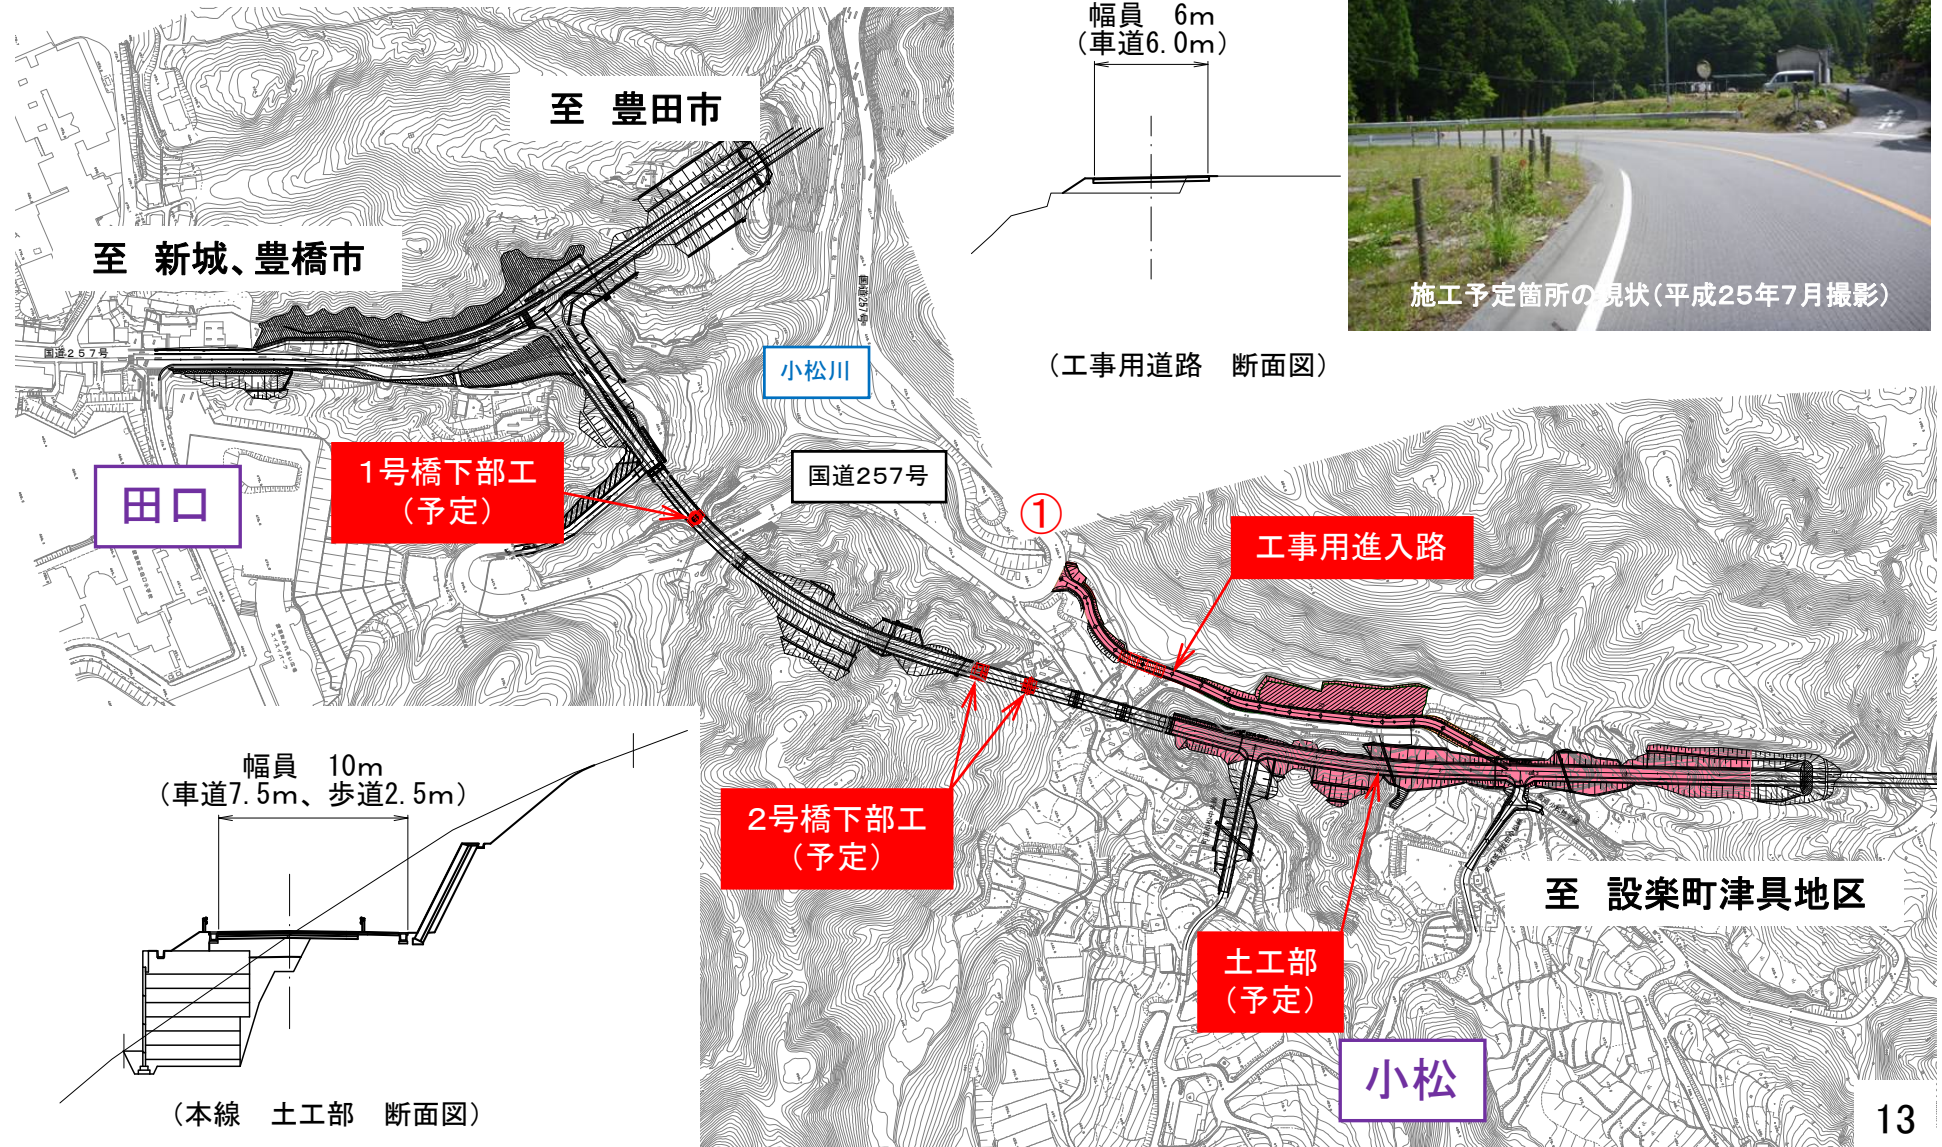 幅員　6m
（車道6.0m）
至　豊田市
至　新城、豊橋市
施工予定箇所の現状（平成25年7月撮影）
国道257号
国道２５７号
小松川
（工事用道路　断面図）
1号橋下部工
（予定）
国道257号
田口
①
工事用進入路
幅員　10m
（車道7.5m、歩道2.5m）
2号橋下部工
（予定）
至　設楽町津具地区
土工部
（予定）
小松
（本線　土工部　断面図）
13